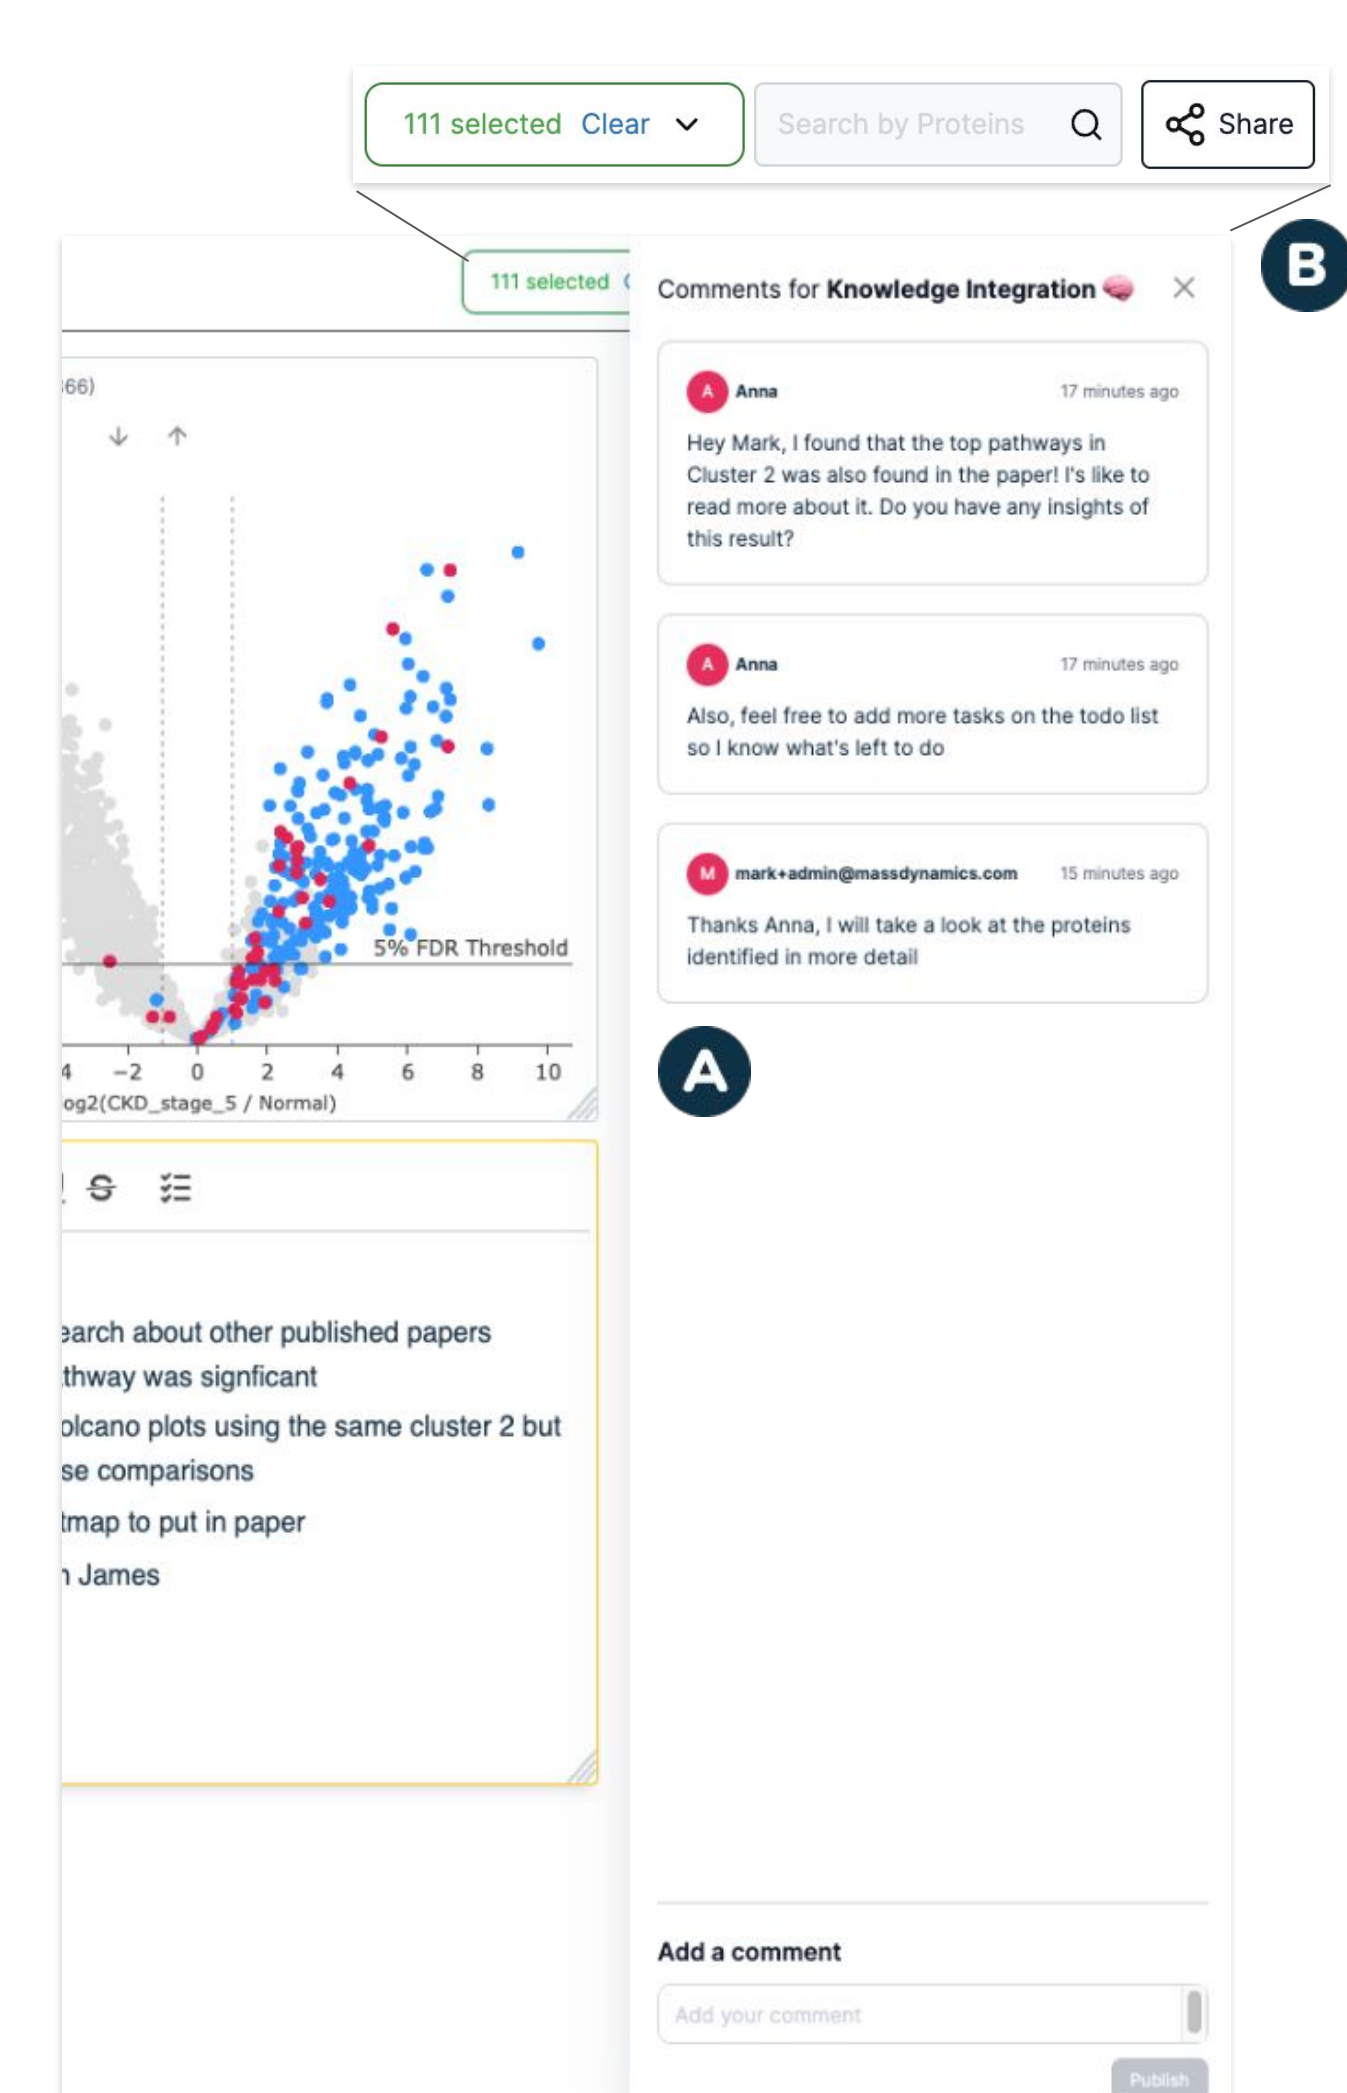 111 selected Clear
Search by Proteins
Share
B
111 selected
Comments for Knowledge Integration
A Anna 17 minutes ago
Hey Mark, I found that the top pathways in
Cluster 2 was also found in the paper! I's like to
read more about it. Do you have any insights of
this result?
A Anna 17 minutes ago
Also, feel free to add more tasks on the todo list
so I know what's left to do
M mark+admin@massdynamics.com 15 minutes ago
Thanks Anna, I will take a look at the proteins
identified in more detail
A
66)
5% FDR Threshold
4 −2 0 2 4 6 8 10
og2(CKD_stage_5 / Normal)
S
earch about other published papers
thway was signficant
olcano plots using the same cluster 2 but
se comparisons
tmap to put in paper
James
Add a comment
Add your comment
Publish